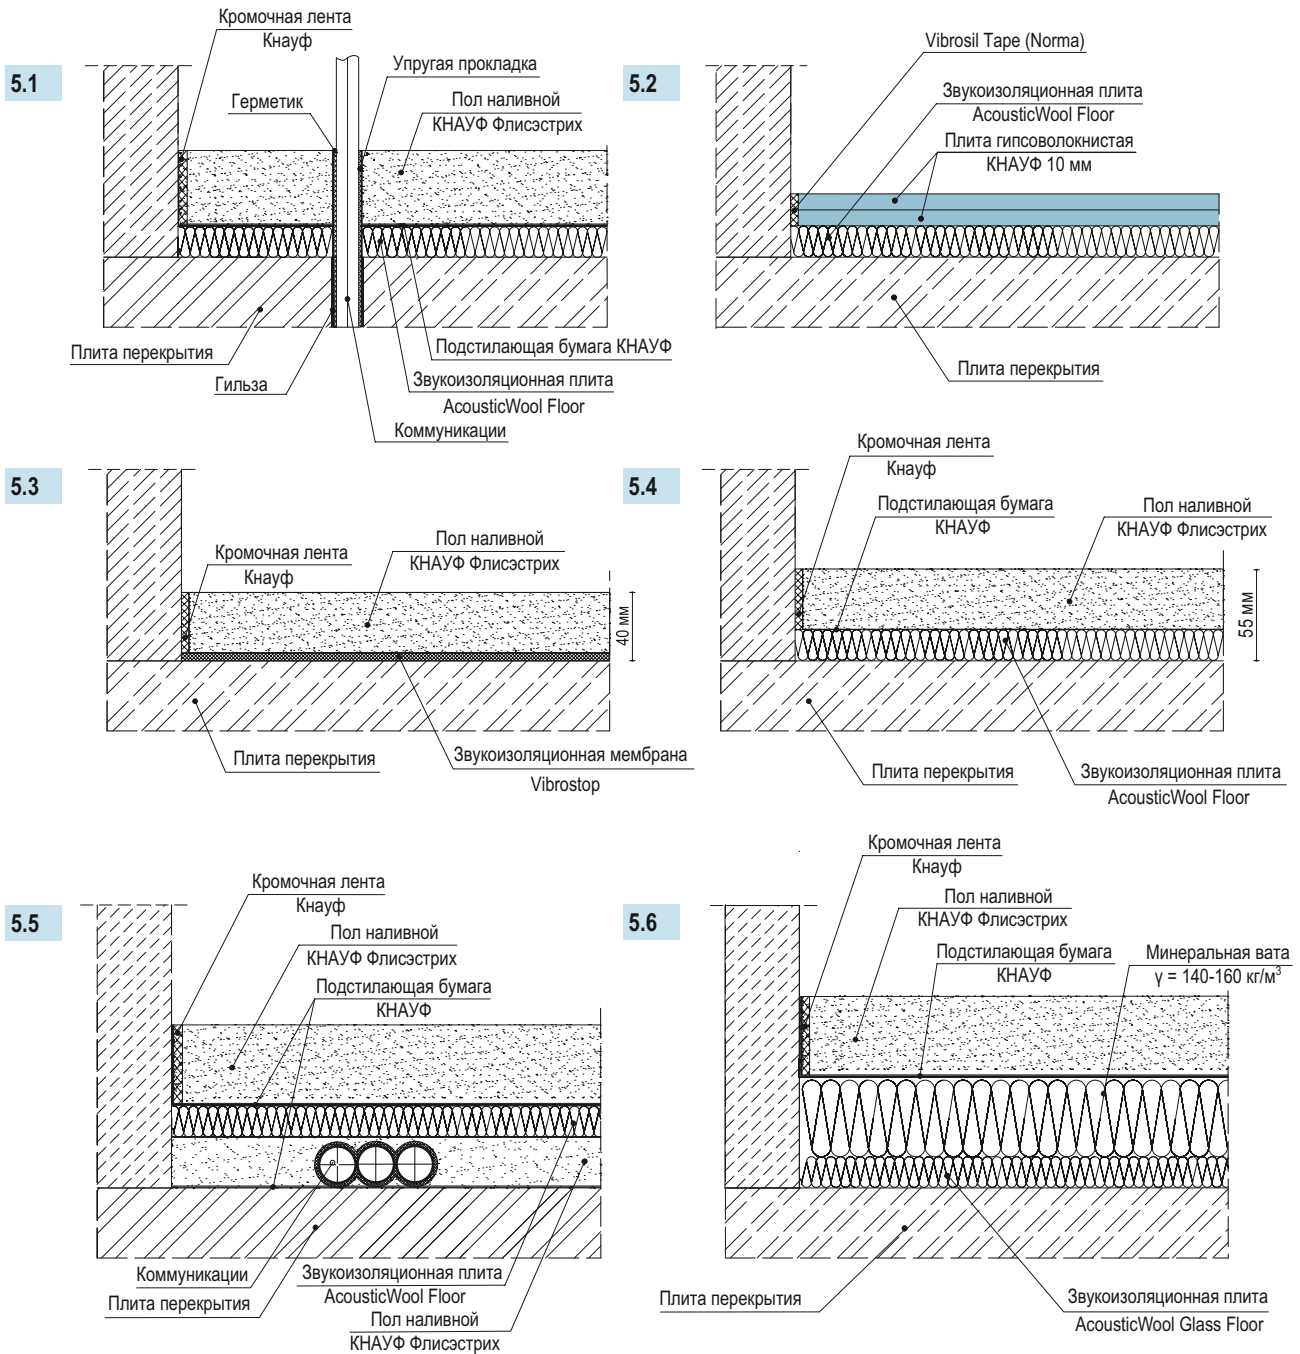 5.1
Кромочная лента
Кнауф
Герметик
Упругая прокладка
Пол наливной
КНАУФ Флисэстрих
Плита перекрытия
Гильза
Подстилающая бумага КНАУФ
Звукоизоляционная плита
AcousticWool Floor
Коммуникации
5.2
Vibrosil Tape (Norma)
Звукоизоляционная плита
AcousticWool Floor
Плита гипсоволокнистая
КНАУФ 10 мм
Плита перекрытия
5.3
Кромочная лента
Кнауф
Пол наливной
КНАУФ Флисэстрих
40 мм
Плита перекрытия
Звукоизоляционная мембрана
Vibrostop
5.4
Кромочная лента
Кнауф
Подстилающая бумага
КНАУФ
Пол наливной
КНАУФ Флисэстрих
55 мм
Плита перекрытия
Звукоизоляционная плита
AcousticWool Floor
5.5
Кромочная лента
Кнауф
Пол наливной
КНАУФ Флисэстрих
Подстилающая бумага
КНАУФ
Коммуникации
Плита перекрытия
Звукоизоляционная плита
AcousticWool Floor
Пол наливной
КНАУФ Флисэстрих
5.6
Кромочная лента
Кнауф
Пол наливной
КНАУФ Флисэстрих
Подстилающая бумага
КНАУФ
Минеральная вата
γ = 140-160 кг/м³
Плита перекрытия
Звукоизоляционная плита
AcousticWool Glass Floor